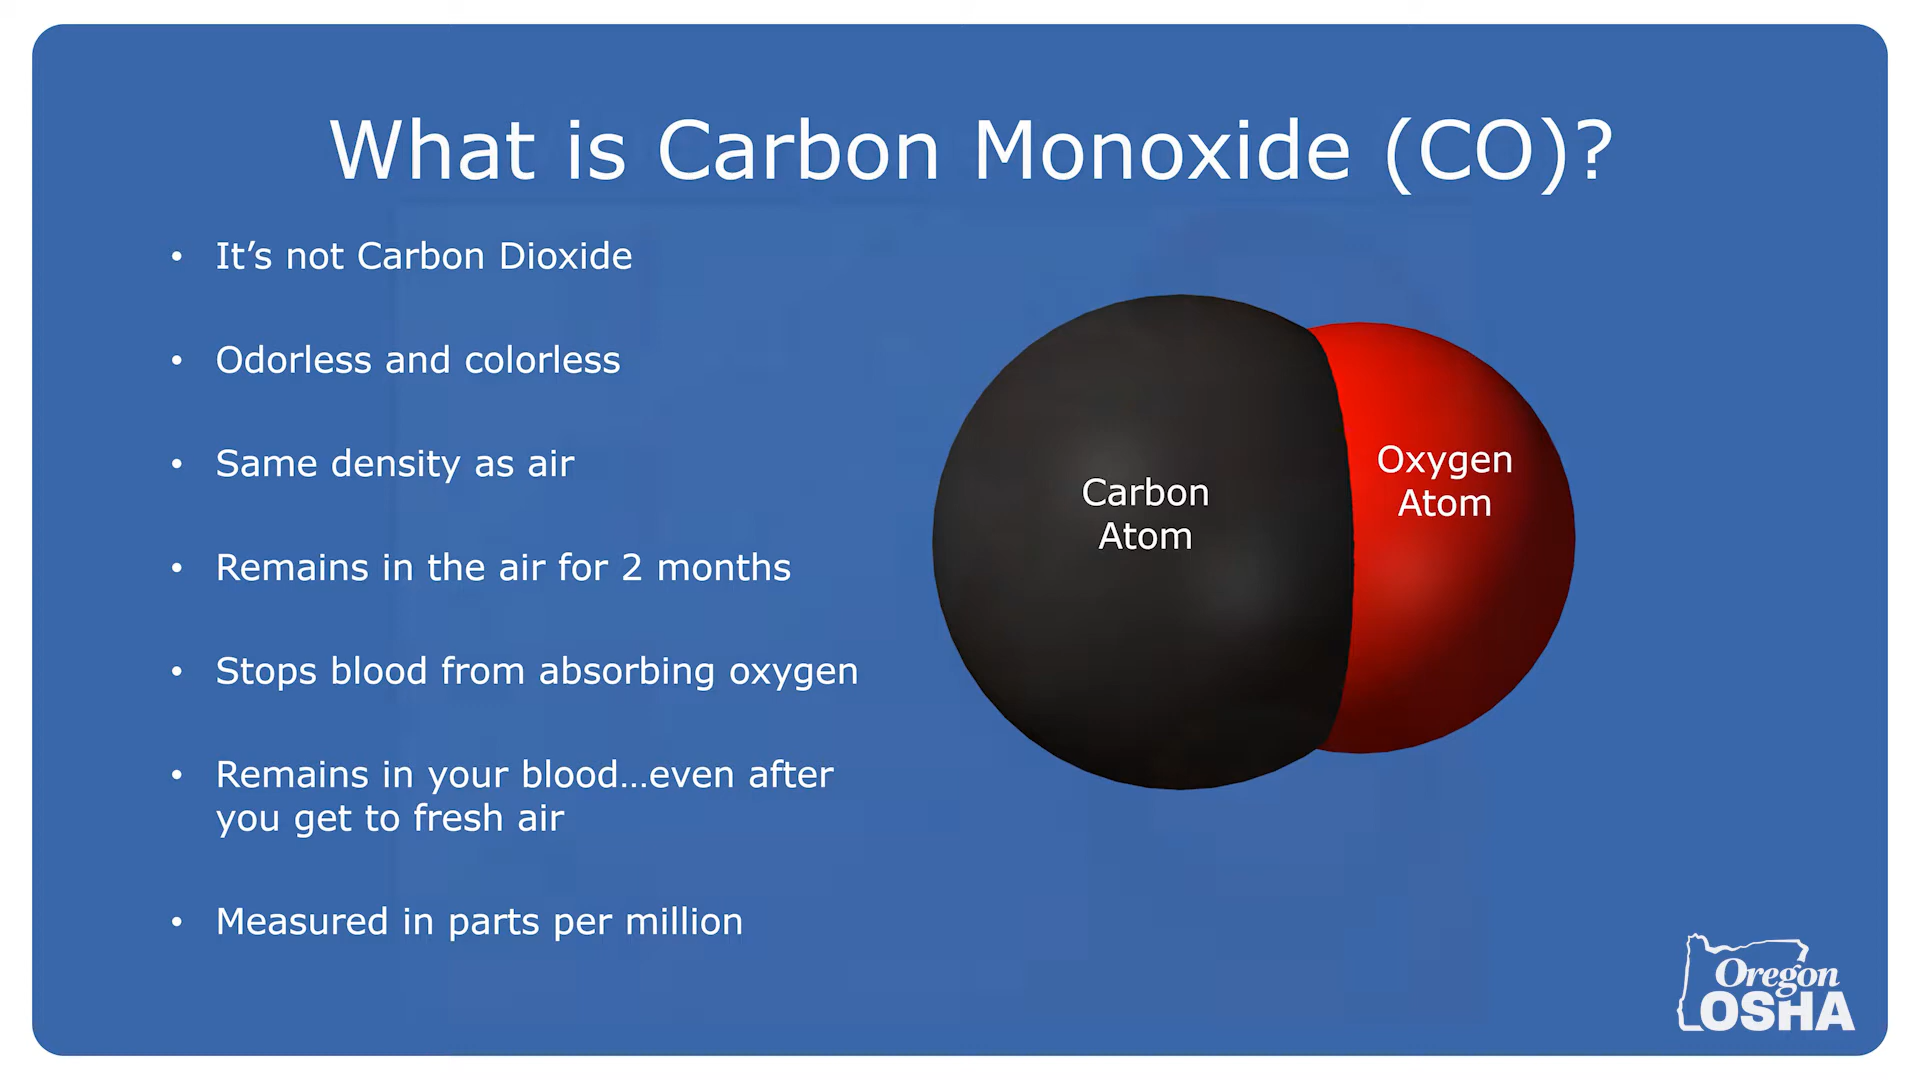 What is Carbon Monoxide (CO)?
• It’s not Carbon Dioxide
• Odorless and colorless
• Same density as air
• Remains in the air for 2 months
• Stops blood from absorbing oxygen
• Remains in your blood…even after
you get to fresh air
• Measured in parts per million
Carbon
Atom
Oxygen
Atom
Oregon
OSHA